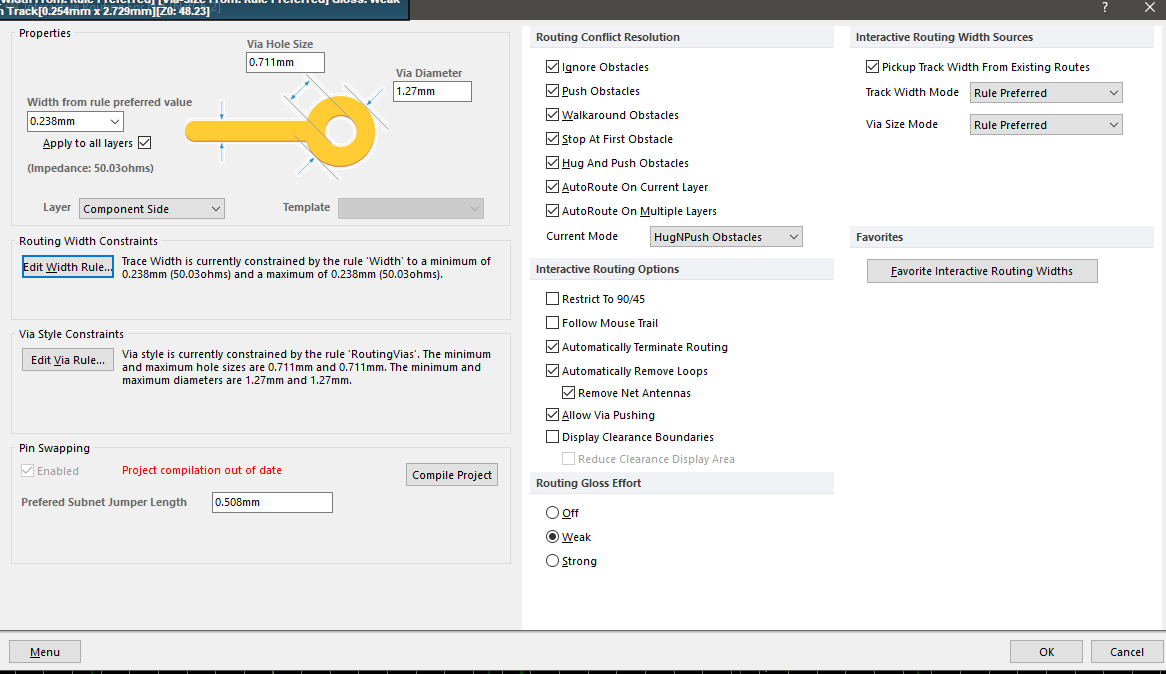 [Width From: Rule Preferred] [Via-Size From: Rule Preferred] Gloss: Weak
Track[0.254mm x 2.729mm][Z0: 48.23]
?
Properties
Via Hole Size
0.711mm
Via Diameter
1.27mm
Width from rule preferred value
0.238mm
Apply to all layers
(Impedance: 50.03ohms)
Layer
Component Side
Template
Routing Width Constraints
Edit Width Rule...
Trace Width is currently constrained by the rule 'Width' to a minimum of
0.238mm (50.03ohms) and a maximum of 0.238mm (50.03ohms).
Via Style Constraints
Edit Via Rule...
Via style is currently constrained by the rule 'RoutingVias'. The minimum
and maximum hole sizes are 0.711mm and 0.711mm. The minimum and
maximum diameters are 1.27mm and 1.27mm.
Pin Swapping
Enabled
Project compilation out of date
Compile Project
Prefered Subnet Jumper Length
0.508mm
Routing Conflict Resolution
Ignore Obstacles
Push Obstacles
Walkaround Obstacles
Stop At First Obstacle
Hug And Push Obstacles
AutoRoute On Current Layer
AutoRoute On Multiple Layers
Current Mode
HugNPush Obstacles
Interactive Routing Options
Restrict To 90/45
Follow Mouse Trail
Automatically Terminate Routing
Automatically Remove Loops
Remove Net Antennas
Allow Via Pushing
Display Clearance Boundaries
Reduce Clearance Display Area
Routing Gloss Effort
Off
Weak
Strong
Interactive Routing Width Sources
Pickup Track Width From Existing Routes
Track Width Mode
Rule Preferred
Via Size Mode
Rule Preferred
Favorites
Favorite Interactive Routing Widths
Menu
OK
Cancel